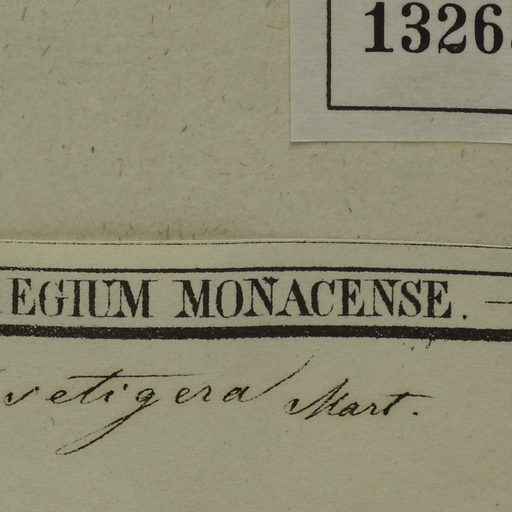 1326
EGIUM MONACENSE.
setigera Mart.